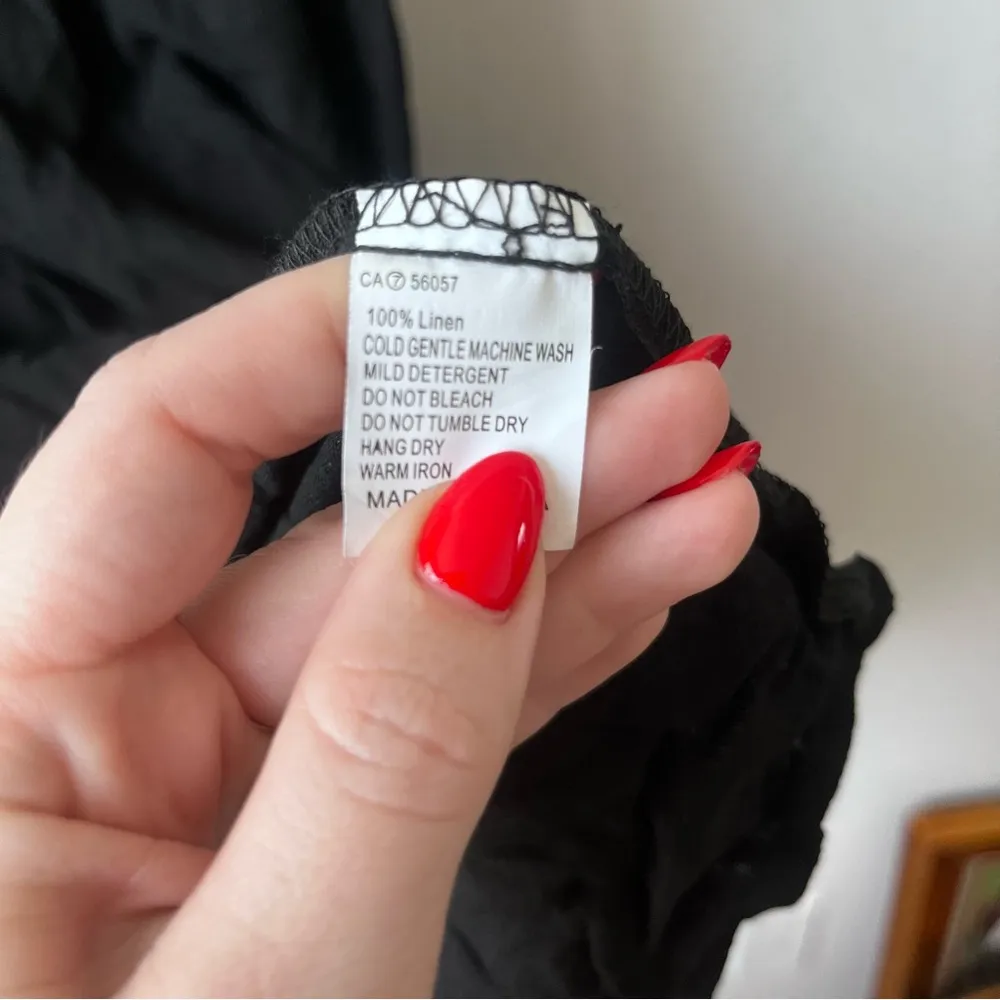 CA⑦ 56057
100% Linen
COLD GENTLE MACHINE WASH
MILD DETERGENT
DO NOT BLEACH
DO NOT TUMBLE DRY
HANG DRY
WARM IRON